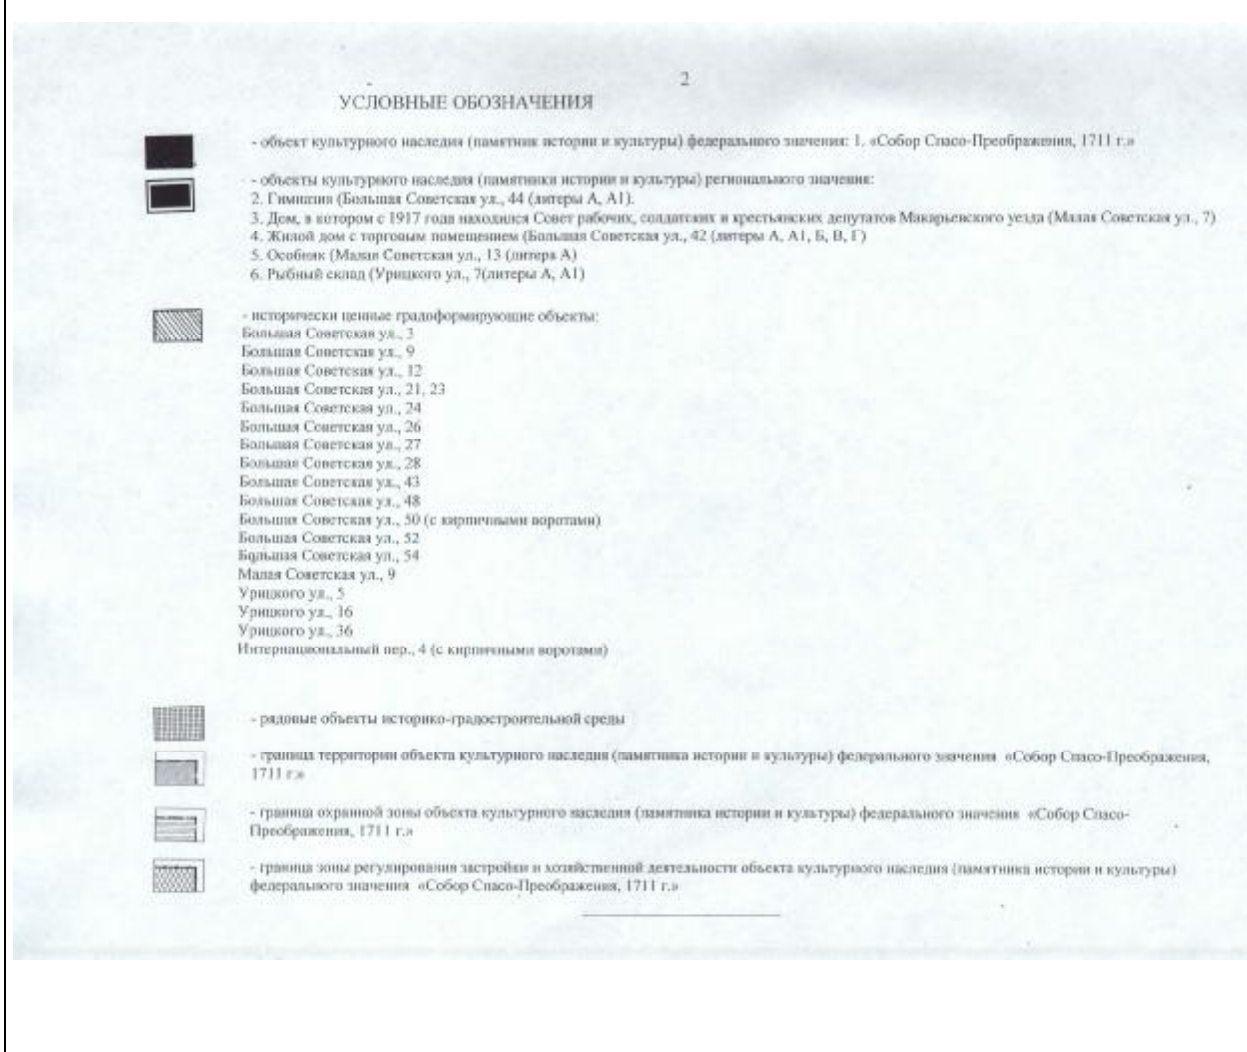 2
УСЛОВНЫЕ ОБОЗНАЧЕНИЯ
- объект культурного наследия (памятник истории и культуры) федерального значения: 1. «Собор Спасо-Преображения, 1711 г.»
- объекты культурного наследия (памятники истории и культуры) регионального значения:
2. Гимназия (Большая Советская ул., 44 (литеры А, А1).
3. Дом, в котором с 1917 года находился Совет рабочих, солдатских и крестьянских депутатов Макарьевского уезда (Малая Советская ул., 7)
4. Жилой дом с торговым помещением (Большая Советская ул., 42 (литеры А, А1, Б, В, Г)
5. Особняк (Малая Советская ул., 13 (литера А)
6. Рыбный склад (Урицкого ул., 7(литеры А, А1)
- исторически ценные градоформирующие объекты:
Большая Советская ул., 3
Большая Советская ул., 9
Большая Советская ул., 12
Большая Советская ул., 21, 23
Большая Советская ул., 24
Большая Советская ул., 26
Большая Советская ул., 27
Большая Советская ул., 28
Большая Советская ул., 43
Большая Советская ул., 48
Большая Советская ул., 50 (с кирпичными воротами)
Большая Советская ул., 52
Большая Советская ул., 54
Малая Советская ул., 9
Урицкого ул., 5
Урицкого ул., 16
Урицкого ул., 36
Интернациональный пер., 4 (с кирпичными воротами)
- рядовые объекты историко-градостроительной среды
- граница территории объекта культурного наследия (памятника истории и культуры) федерального значения «Собор Спасо-Преображения,
1711 г.»
- граница охранной зоны объекта культурного наследия (памятника истории и культуры) федерального значения «Собор Спасо-
Преображения, 1711 г.»
- граница зоны регулирования застройки и хозяйственной деятельности объекта культурного наследия (памятника истории и культуры)
федерального значения «Собор Спасо-Преображения, 1711 г.»